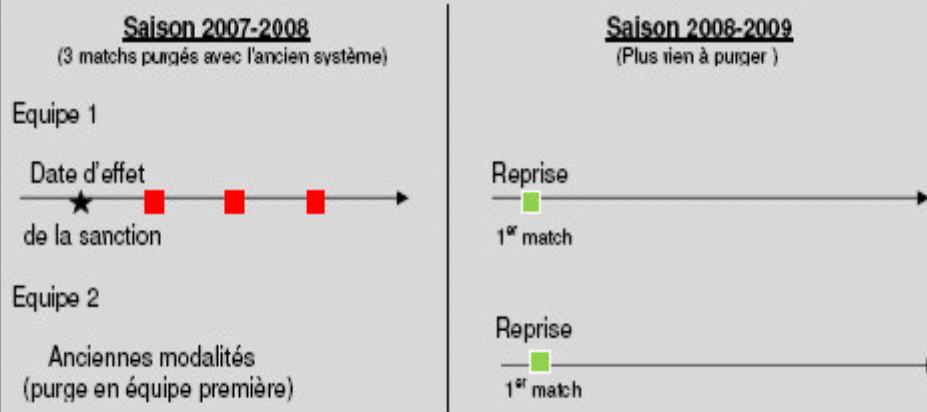 Saison 2007-2008
(3 matchs purgés avec l'ancien système)
Equipe 1
Date d'effet
de la sanction
Equipe 2
Anciennes modalités
(purge en équipe première)
Saison 2008-2009
(Plus rien à purger )
Reprise
1er match
Reprise
1er match